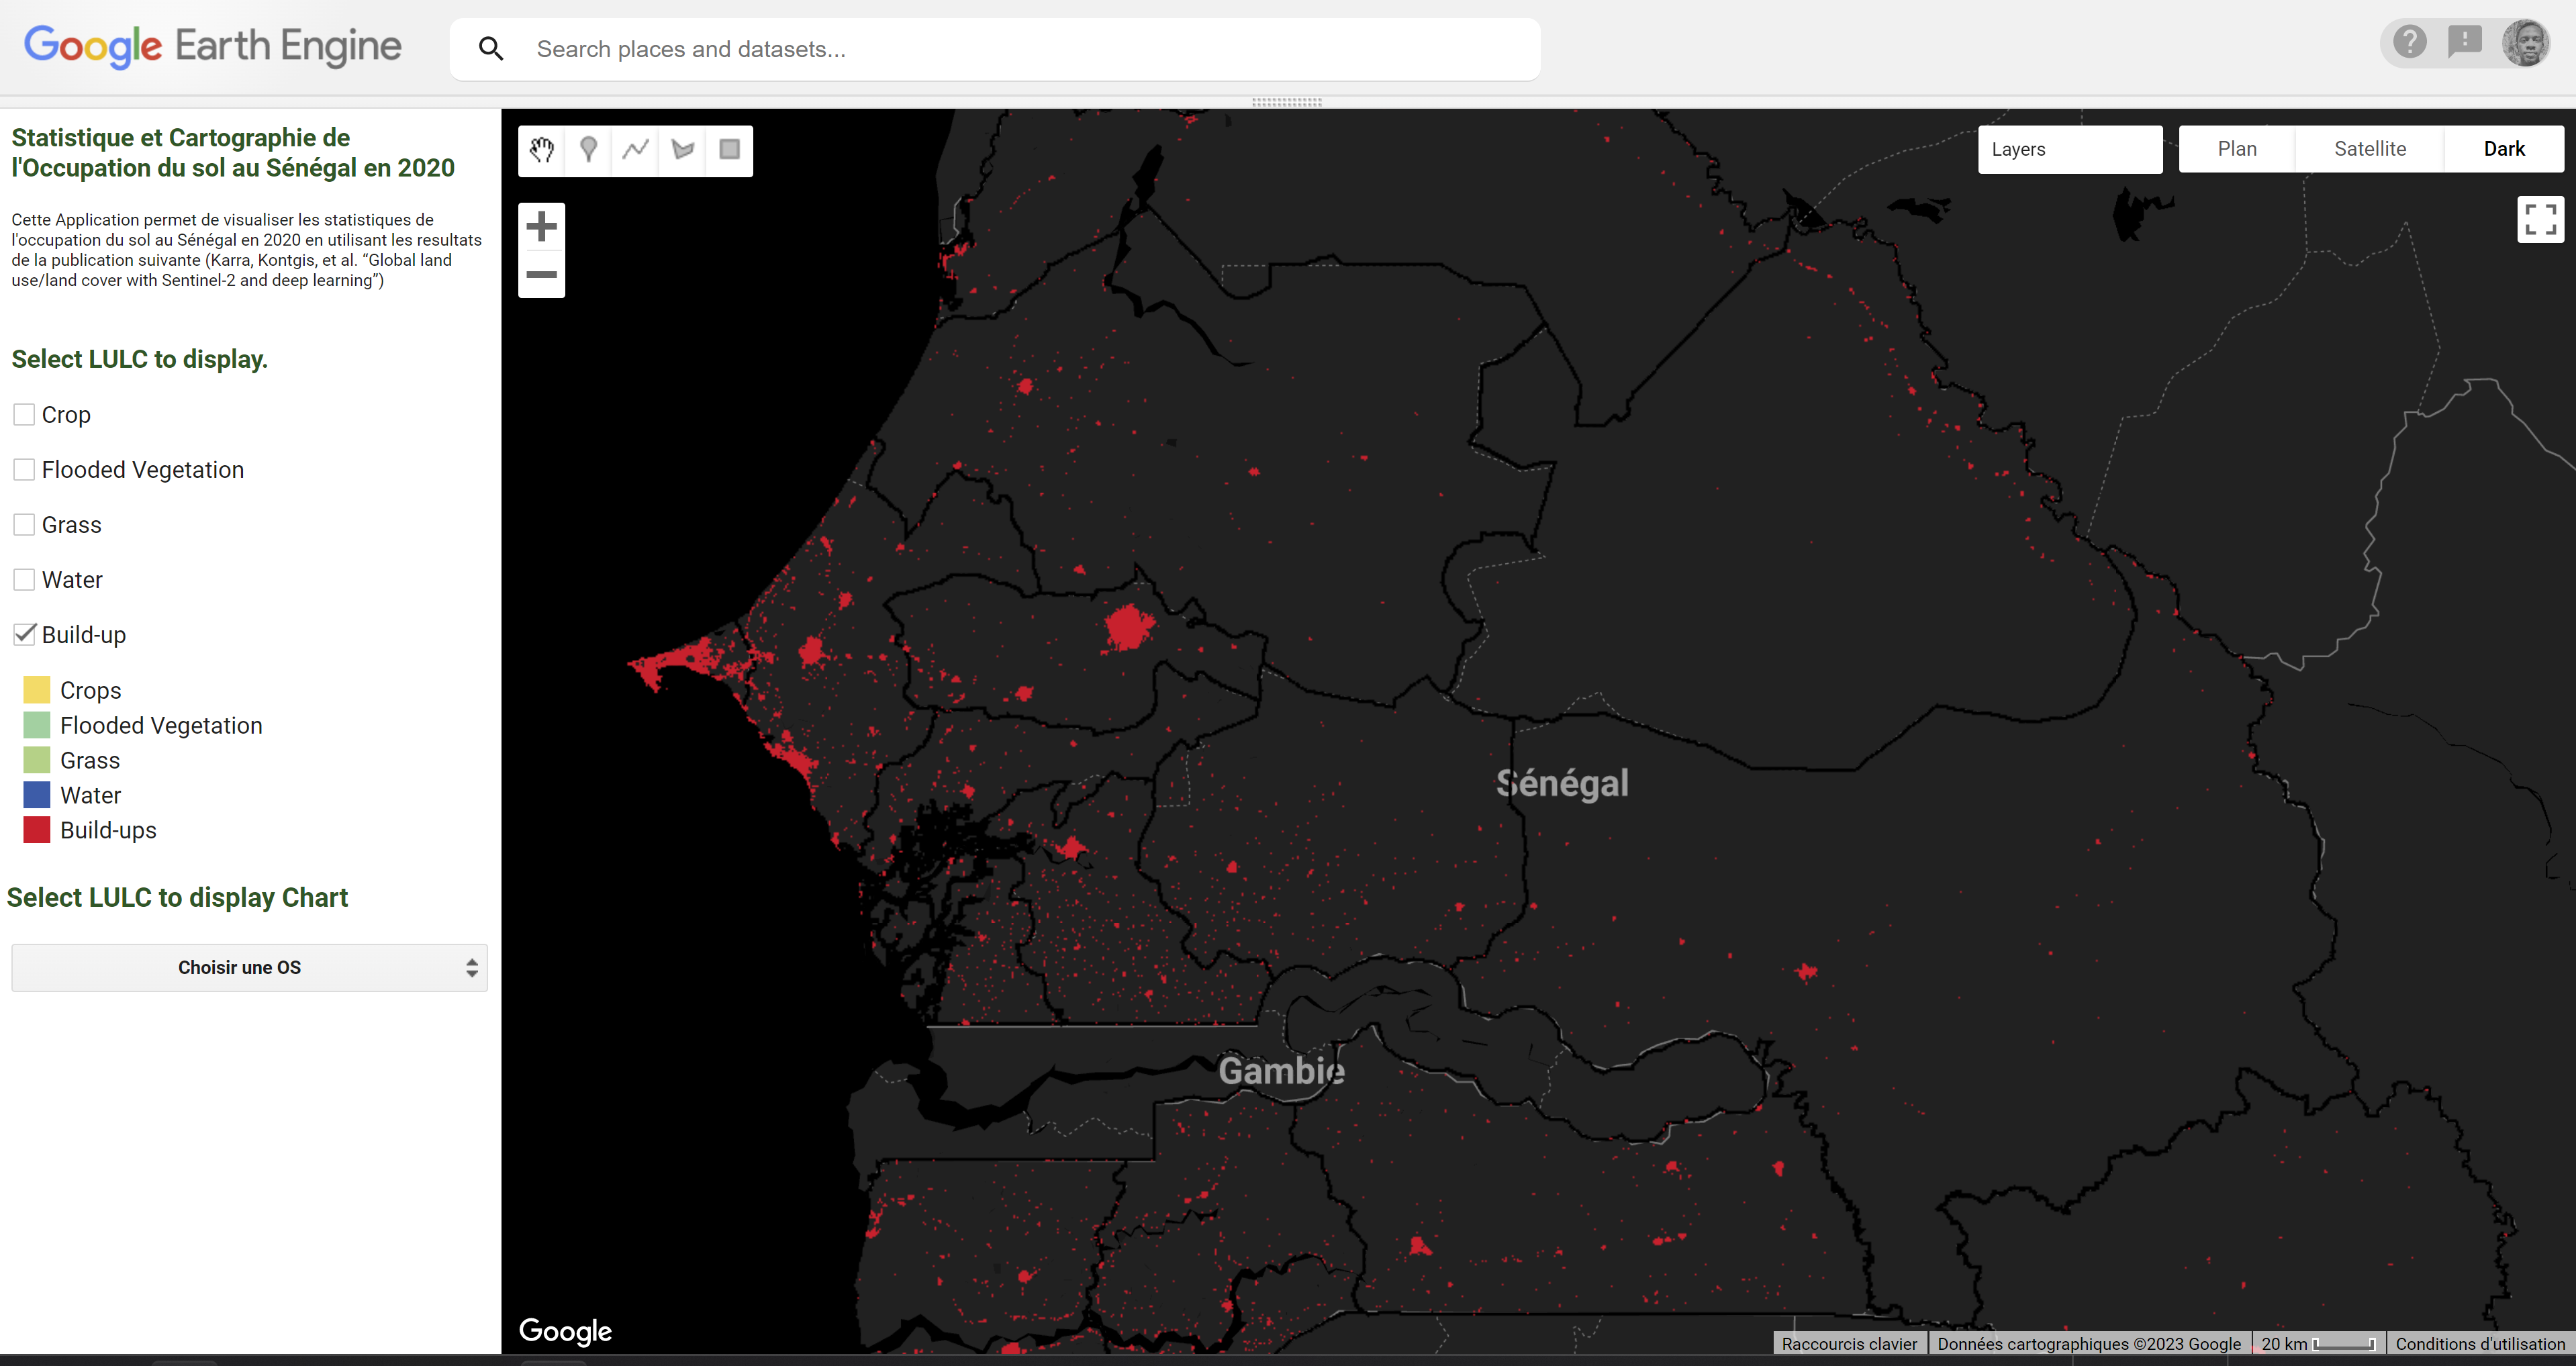 Google Earth Engine
Search places and datasets...
Statistique et Cartographie de
l'Occupation du sol au Sénégal en 2020
Cette Application permet de visualiser les statistiques de
l'occupation du sol au Sénégal en 2020 en utilisant les resultats
de la publication suivante (Karra, Kontgis, et al. “Global land
use/land cover with Sentinel-2 and deep learning”)
Select LULC to display.
Crop
Flooded Vegetation
Grass
Water
Build-up
Crops
Flooded Vegetation
Grass
Water
Build-ups
Select LULC to display Chart
Choisir une OS
Layers
Plan
Satellite
Dark
Sénégal
Gambie
Google
Raccourcis clavier
Données cartographiques ©2023 Google
20 km
Conditions d'utilisation